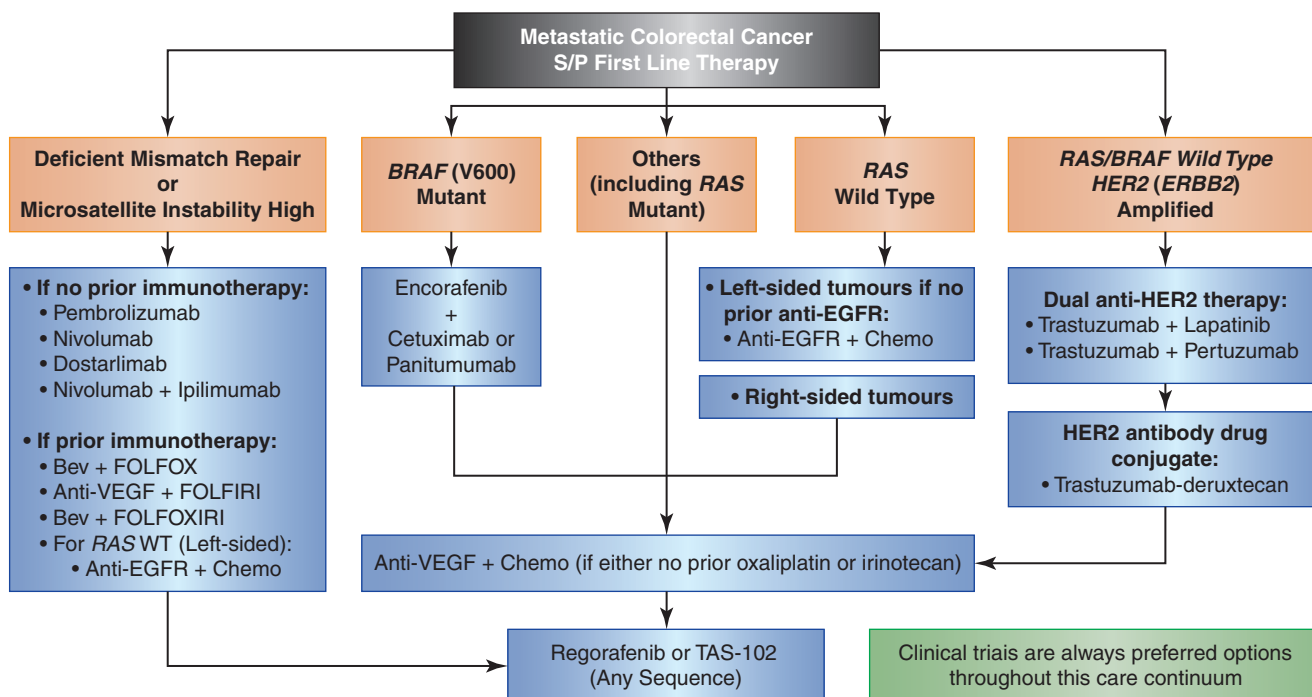 Metastatic Colorectal Cancer
S/P First Line Therapy
Deficient Mismatch Repair
or
Microsatellite Instability High
BRAF (V600)
Mutant
Others
(including RAS
Mutant)
RAS
Wild Type
RAS/BRAF Wild Type
HER2 (ERBB2)
Amplified
• If no prior immunotherapy:
• Pembrolizumab
• Nivolumab
• Dostarlimab
• Nivolumab + Ipilimumab
• If prior immunotherapy:
• Bev + FOLFOX
• Anti-VEGF + FOLFIRI
• Bev + FOLFOXIRI
• For RAS WT (Left-sided):
• Anti-EGFR + Chemo
Encorafenib
+
Cetuximab or
Panitumumab
• Left-sided tumours if no
prior anti-EGFR:
• Anti-EGFR + Chemo
• Right-sided tumours
Dual anti-HER2 therapy:
• Trastuzumab + Lapatinib
• Trastuzumab + Pertuzumab
HER2 antibody drug
conjugate:
• Trastuzumab-deruxtecan
Anti-VEGF + Chemo (if either no prior oxaliplatin or irinotecan)
Regorafenib or TAS-102
(Any Sequence)
Clinical triais are always preferred options
throughout this care continuum